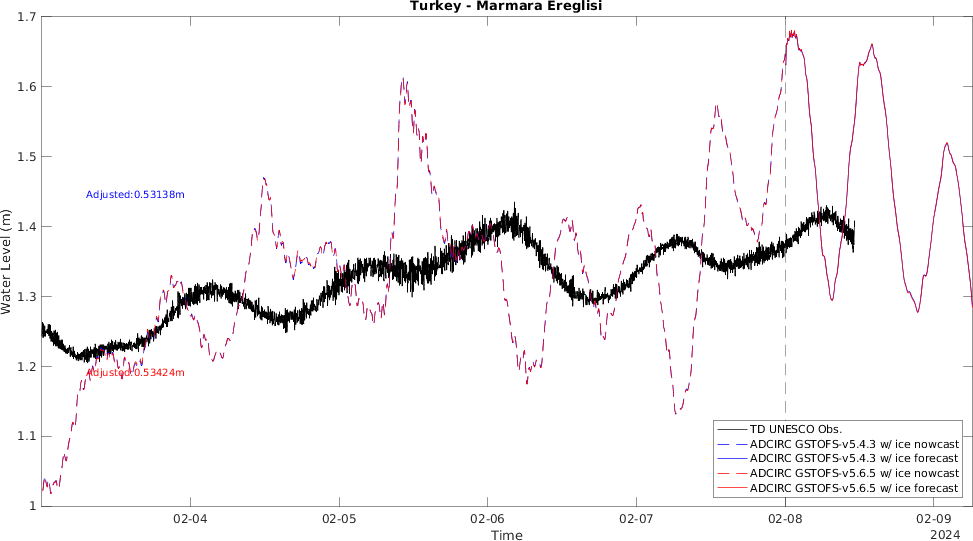 Turkey - Marmara Ereglisi
1.7
1.6
1.5
1.4
1.3
1.2
1.1
1
Water Level (m)
Adjusted:0.53138m
Adjusted:0.53424m
TD UNESCO Obs.
ADCIRC GSTOFS-v5.4.3 w/ ice nowcast
ADCIRC GSTOFS-v5.4.3 w/ ice forecast
ADCIRC GSTOFS-v5.6.5 w/ ice nowcast
ADCIRC GSTOFS-v5.6.5 w/ ice forecast
02-04 02-05 02-06 02-07 02-08 02-09
Time
2024